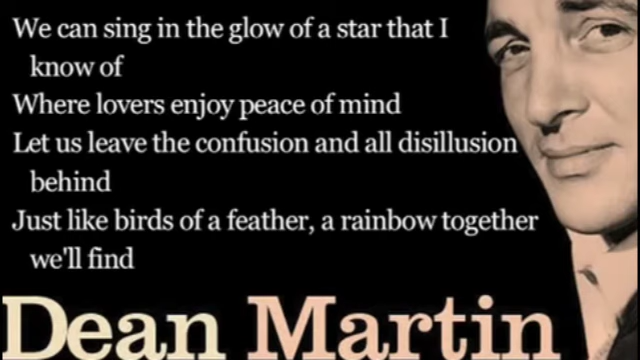 We can sing in the glow of a star that I
know of
Where lovers enjoy peace of mind
Let us leave the confusion and all disillusion
behind
Just like birds of a feather, a rainbow together
we'll find
Dean Martin